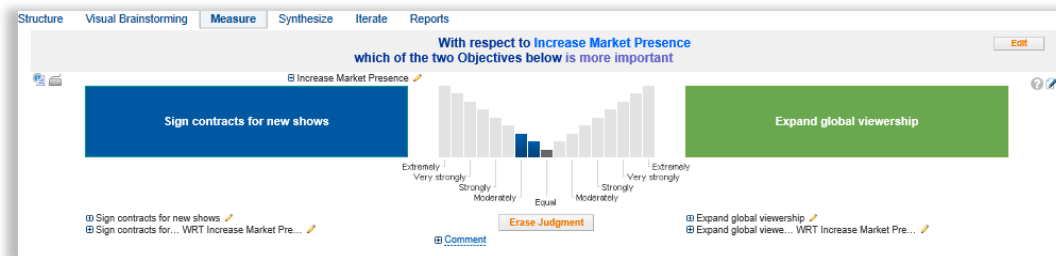 Structure Visual Brainstorming Measure Synthesize Iterate Reports
With respect to Increase Market Presence
which of the two Objectives below is more important
Edit
Increase Market Presence
Sign contracts for new shows
Expand global viewership
Extremely Extremely
Very strongly Very strongly
Strongly Strongly
Moderately Moderately
Equal
Sign contracts for new shows
Sign contracts for... WRT Increase Market Pre...
Erase Judgment
Comment
Expand global viewership
Expand global viewe... WRT Increase Market Pre...